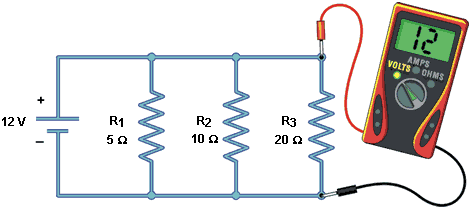 12
AMPS
VOLTS
OHMS
+
12 V
–
R1
5 Ω
R2
10 Ω
R3
20 Ω